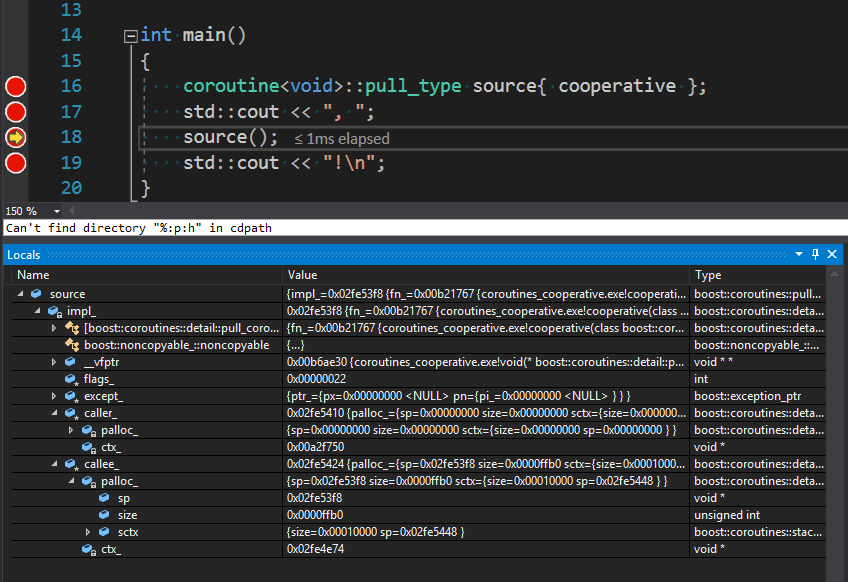 13
14 int main()
15 {
16 coroutine<void>::pull_type source{ cooperative };
17 std::cout << ", ";
18 source(); ≤ 1ms elapsed
19 std::cout << "!\n";
20 }
150 %
Can't find directory "%:p:h" in cdpath
Locals
Name Value Type
source {impl_=0x02fe53f8 {fn_=0x00b21767 {coroutines_cooperative.exe!cooperati... boost::coroutines::pull...
impl_ 0x02fe53f8 {fn_=0x00b21767 {coroutines_cooperative.exe!cooperative(class ... boost::coroutines::deta...
[boost::coroutines::detail::pull_coro... {fn_=0x00b21767 {coroutines_cooperative.exe!cooperative(class boost::cor... boost::coroutines::deta...
boost::noncopyable_::noncopyable {...} boost::noncopyable_::...
__vfptr 0x00b6ae30 {coroutines_cooperative.exe!void(* boost::coroutines::detail::p... void * *
flags_ 0x00000022 int
except_ {ptr_={px=0x00000000 <NULL> pn={pi_=0x00000000 <NULL> } } } boost::exception_ptr
caller_ 0x02fe5410 {palloc_={sp=0x00000000 size=0x00000000 sctx={size=0x000000... boost::coroutines::deta...
palloc_ {sp=0x00000000 size=0x00000000 sctx={size=0x00000000 sp=0x00000000 } } boost::coroutines::deta...
ctx_ 0x00a2f750 void *
callee_ 0x02fe5424 {palloc_={sp=0x02fe53f8 size=0x0000ffb0 sctx={size=0x0001000... boost::coroutines::deta...
palloc_ {sp=0x02fe53f8 size=0x0000ffb0 sctx={size=0x00010000 sp=0x02fe5448 } } boost::coroutines::deta...
sp 0x02fe53f8 void *
size 0x0000ffb0 unsigned int
sctx {size=0x00010000 sp=0x02fe5448 } boost::coroutines::stac...
ctx_ 0x02fe4e74 void *